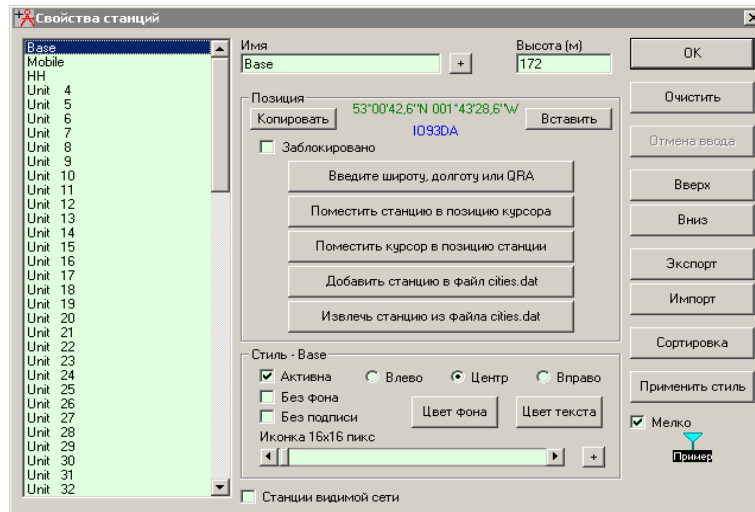 Свойства станций
Base
Mobile
HH
Unit 4
Unit 5
Unit 6
Unit 7
Unit 8
Unit 9
Unit 10
Unit 11
Unit 12
Unit 13
Unit 14
Unit 15
Unit 16
Unit 17
Unit 18
Unit 19
Unit 20
Unit 21
Unit 22
Unit 23
Unit 24
Unit 25
Unit 26
Unit 27
Unit 28
Unit 29
Unit 30
Unit 31
Unit 32
Имя
Base
+
Высота (м)
172
Позиция
Копировать
53°00'42,6"N 001°43'28,6"W
IO93DA
Вставить
Заблокировано
Введите широту, долготу или QRA
Поместить станцию в позицию курсора
Поместить курсор в позицию станции
Добавить станцию в файл cities.dat
Извлечь станцию из файла cities.dat
Стиль - Base
Активна
Влево
Центр
Вправо
Без фона
Без подписи
Цвет фона
Цвет текста
Иконка 16x16 пикс
+
Станции видимой сети
OK
Очистить
Отмена ввода
Вверх
Вниз
Экспорт
Импорт
Сортировка
Применить стиль
Мелко
Пример